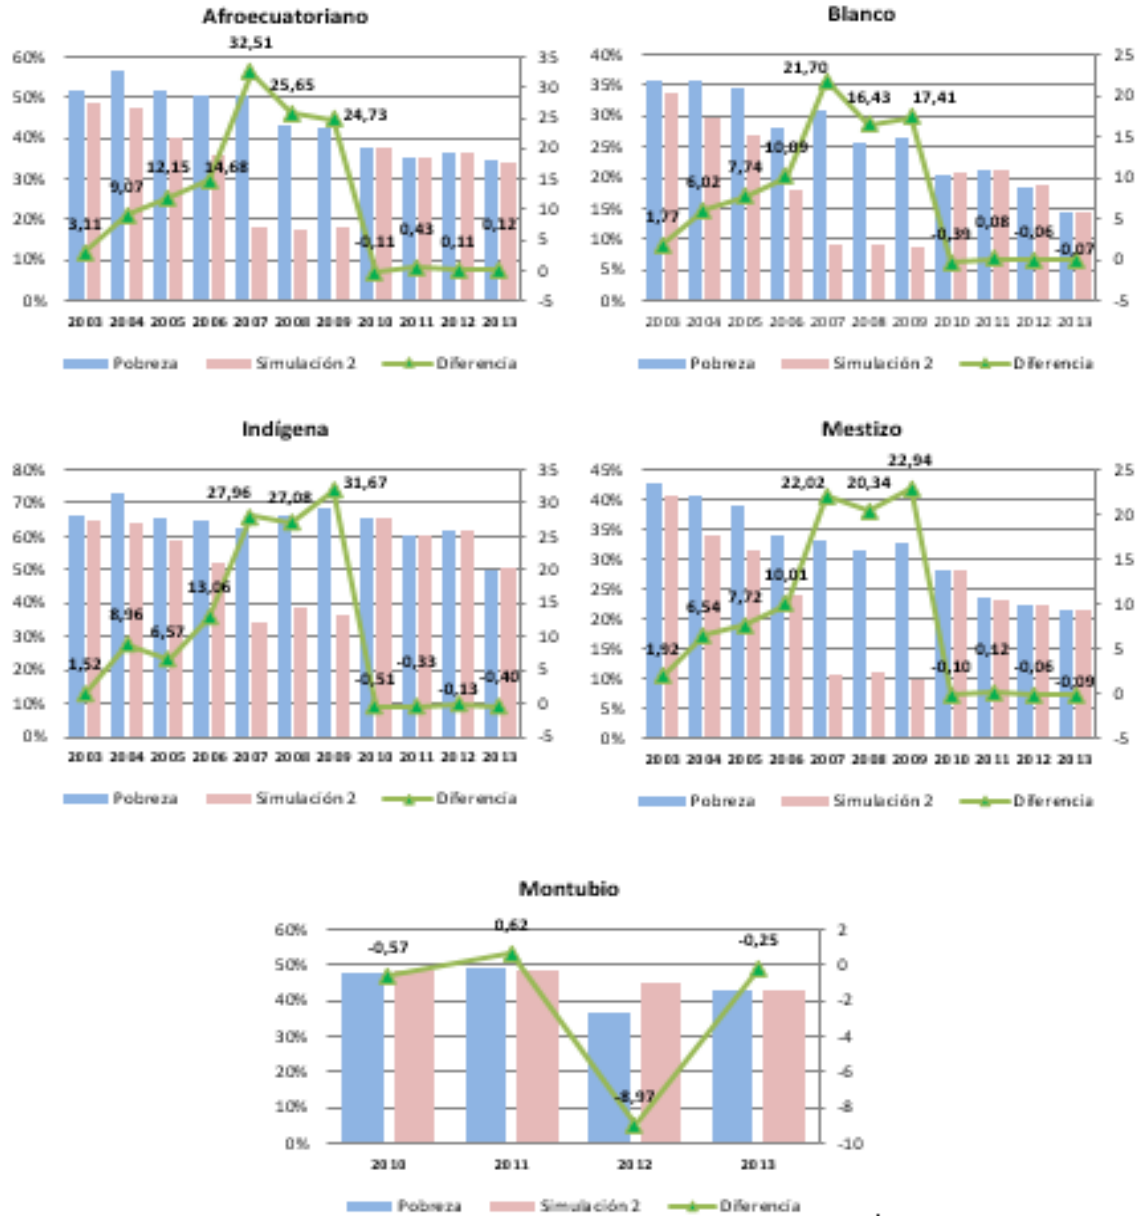 Afroecuatoriano
32,51
60% 35
25,65
50% 30
24,73 25
40% 12,15 14,68 20
9,07
30% 15
3,11
20% 10
-0,11 0,43 0,11 0,12
10% 5
0
0% -5
2003 2004 2005 2006 2007 2008 2009 2010 2011 2012 2013
Pobreza Simulación 2 Diferencia
Blanco
40% 25
21,70
35% 16,43 17,41 20
30%
10,09
25% 7,74 15
6,02
20% 10
1,77
15% 5
-0,39 0,08 -0,06 -0,07
10% 0
5%
0% -5
2003 2004 2005 2006 2007 2008 2009 2010 2011 2012 2013
Pobreza Simulación 2 Diferencia
Indígena
80% 35
27,96 27,08 31,67
70% 30
60% 25
50% 20
13,06
40% 8,96 15
6,57
30% 10
1,52
20% -0,51 -0,33 -0,13 -0,40 5
10% 0
0% -5
2003 2004 2005 2006 2007 2008 2009 2010 2011 2012 2013
Pobreza Simulación 2 Diferencia
Mestizo
22,94
45% 22,02 20,34 25
40% 20
35%
30% 15
10,01
25% 6,54 7,72 10
20%
1,92
15% -0,10 0,12 -0,06 -0,09 5
10% 0
5%
0% -5
2003 2004 2005 2006 2007 2008 2009 2010 2011 2012 2013
Pobreza Simulación 2 Diferencia
Montubio
60% -0,57 0,62 -0,25 2
50% 0
40% -2
30% -4
20% -6
-8,97
10% -8
0% -10
2010 2011 2012 2013
Pobreza Simulación 2 Diferencia